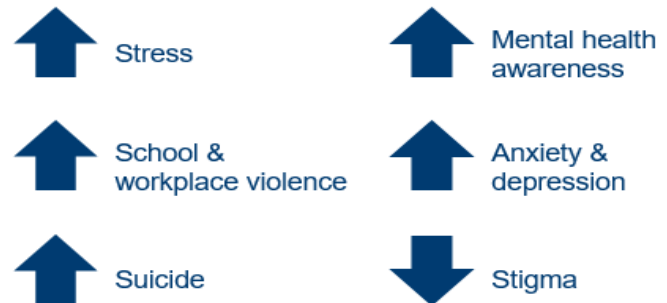 Stress
Mental health
awareness
School &
workplace violence
Anxiety &
depression
Suicide
Stigma